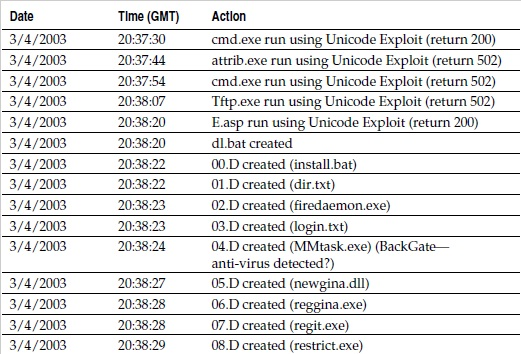 Date Time (GMT) Action
3/4/2003 20:37:30 cmd.exe run using Unicode Exploit (return 200)
3/4/2003 20:37:44 attrib.exe run using Unicode Exploit (return 502)
3/4/2003 20:37:54 cmd.exe run using Unicode Exploit (return 502)
3/4/2003 20:38:07 Tftp.exe run using Unicode Exploit (return 502)
3/4/2003 20:38:20 E.asp run using Unicode Exploit (return 200)
3/4/2003 20:38:20 dl.bat created
3/4/2003 20:38:22 00.D created (install.bat)
3/4/2003 20:38:22 01.D created (dir.txt)
3/4/2003 20:38:23 02.D created (firedaemon.exe)
3/4/2003 20:38:23 03.D created (login.txt)
3/4/2003 20:38:24 04.D created (MMtask.exe) (BackGate—
anti-virus detected?)
3/4/2003 20:38:27 05.D created (newgina.dll)
3/4/2003 20:38:28 06.D created (reggina.exe)
3/4/2003 20:38:28 07.D created (regit.exe)
3/4/2003 20:38:29 08.D created (restrict.exe)